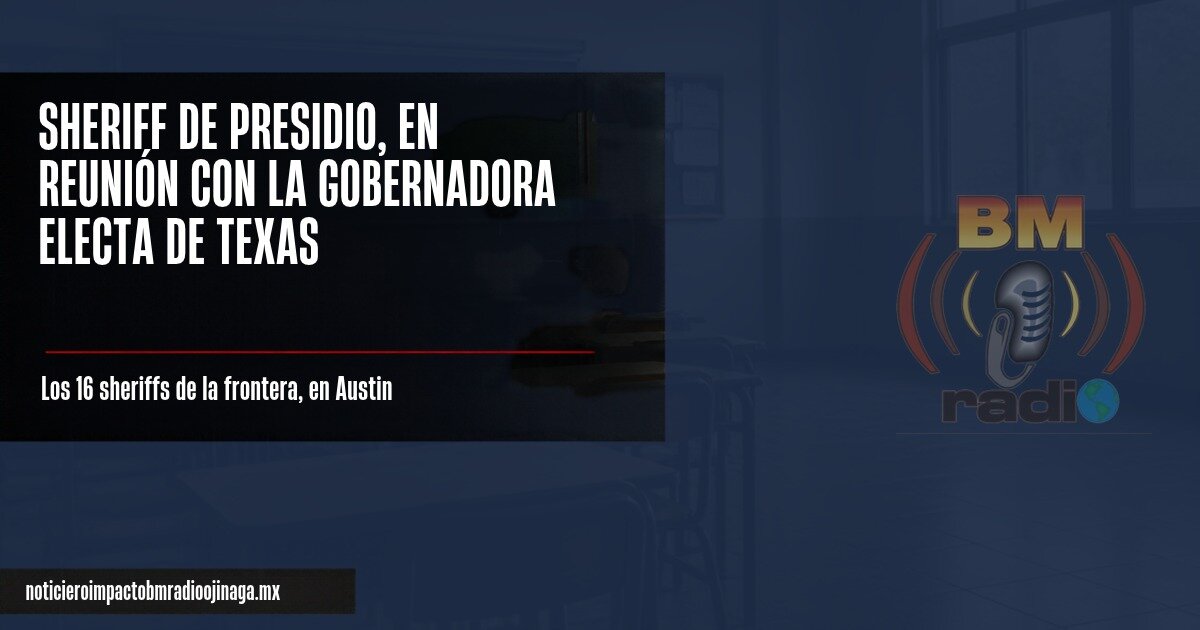 SHERIFF DE PRESIDIO, EN
REUNIÓN CON LA GOBERNADORA
ELECTA DE TEXAS
Los 16 sheriffs de la frontera, en Austin
BM
radio
noticieroimpactobmradioojinaga.mx